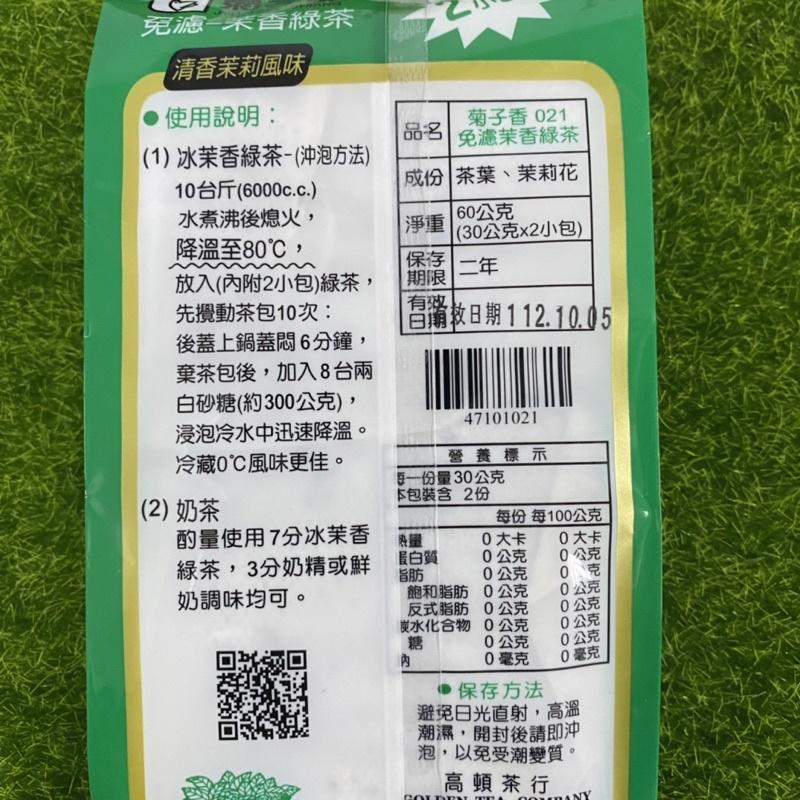 免濾-茉香綠茶
清香茉莉風味
●使用說明：
(1) 冰茉香綠茶-(沖泡方法)
10台斤(6000c.c.)
水煮沸後熄火，
降溫至80℃，
放入(內附2小包)綠茶，
先攪動茶包10次：
後蓋上鍋蓋悶6分鐘，
棄茶包後，加入8台兩
白砂糖(約300公克)，
浸泡冷水中迅速降溫。
冷藏0℃風味更佳。
(2) 奶茶
酌量使用7分冰茉香
綠茶，3分奶精或鮮
奶調味均可。
品名 菊子香 021
免濾茉香綠茶
成份 茶葉、茉莉花
淨重 60公克
(30公克x2小包)
保存期限 二年
有效日期 有效日期112.10.05
47101021
營養標示
每一份量30公克
本包裝含 2份
每份 每100公克
熱量 0大卡 0大卡
蛋白質 0公克 0公克
脂肪 0公克 0公克
飽和脂肪 0公克 0公克
反式脂肪 0公克 0公克
碳水化合物 0公克 0公克
糖 0公克 0公克
鈉 0毫克 0毫克
●保存方法
避免日光直射，高溫
潮濕，開封後請即沖
泡，以免受潮變質。
高頓茶行
GOLDEN TEA COMPANY